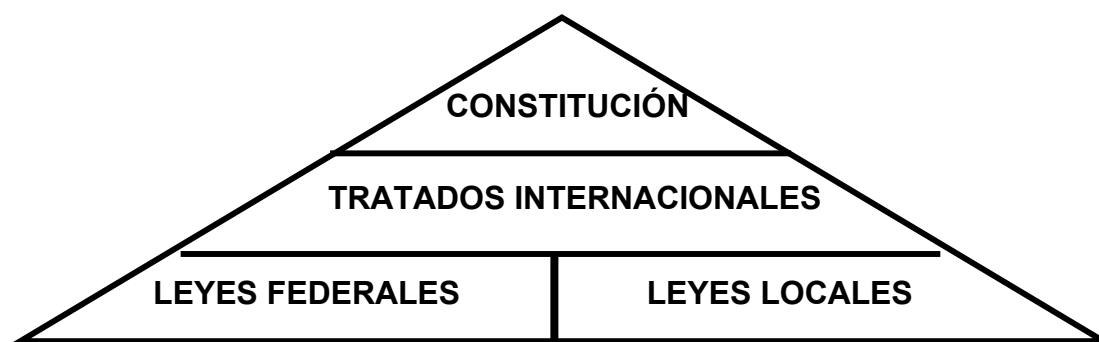 CONSTITUCIÓN
TRATADOS INTERNACIONALES
LEYES FEDERALES
LEYES LOCALES